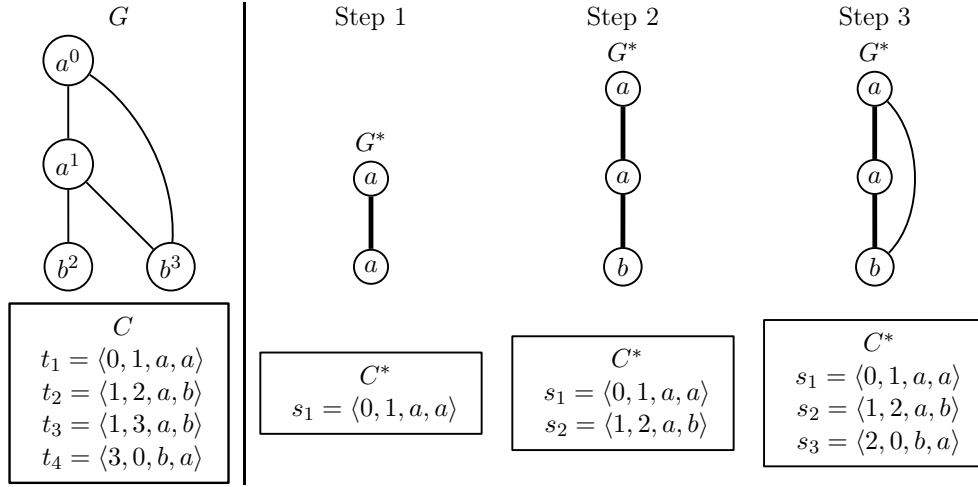 G
a^0
a^1
b^2 b^3
C
t_1 = ⟨0, 1, a, a⟩
t_2 = ⟨1, 2, a, b⟩
t_3 = ⟨1, 3, a, b⟩
t_4 = ⟨3, 0, b, a⟩
Step 1
G*
a
a
C*
s_1 = ⟨0, 1, a, a⟩
Step 2
G*
a
a
b
C*
s_1 = ⟨0, 1, a, a⟩
s_2 = ⟨1, 2, a, b⟩
Step 3
G*
a
a
b
C*
s_1 = ⟨0, 1, a, a⟩
s_2 = ⟨1, 2, a, b⟩
s_3 = ⟨2, 0, b, a⟩